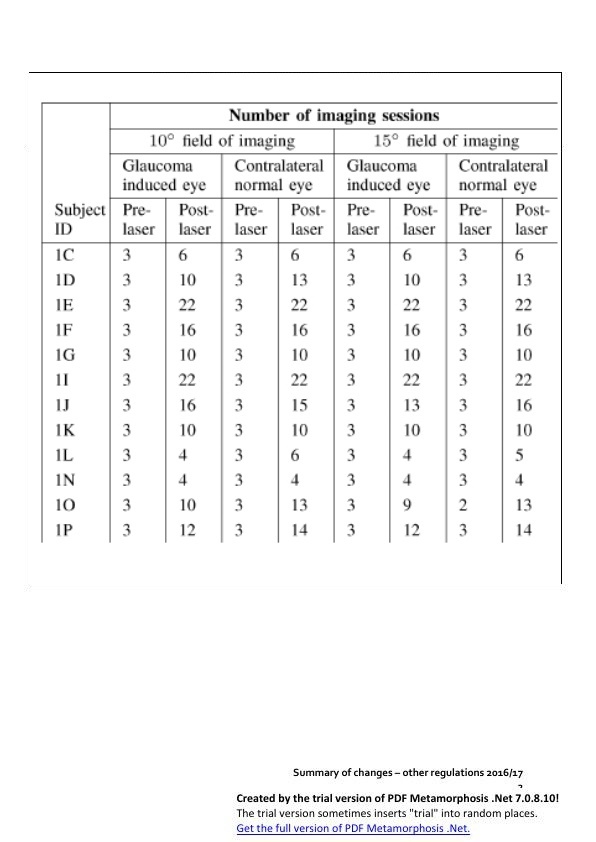 Number of imaging sessions
10° field of imaging 15° field of imaging
Glaucoma Contralateral Glaucoma Contralateral
induced eye normal eye induced eye normal eye
Subject Pre- Post- Pre- Post- Pre- Post- Pre- Post-
ID laser laser laser laser laser laser laser laser
1C 3 6 3 6 3 6 3 6
1D 3 10 3 13 3 10 3 13
1E 3 22 3 22 3 22 3 22
1F 3 16 3 16 3 16 3 16
1G 3 10 3 10 3 10 3 10
1I 3 22 3 22 3 22 3 22
1J 3 16 3 15 3 13 3 16
1K 3 10 3 10 3 10 3 10
1L 3 4 3 6 3 4 3 5
1N 3 4 3 4 3 4 3 4
1O 3 10 3 13 3 9 2 13
1P 3 12 3 14 3 12 3 14
Summary of changes – other regulations 2016/17
Created by the trial version of PDF Metamorphosis .Net 7.0.8.10!
The trial version sometimes inserts "trial" into random places.
Get the full version of PDF Metamorphosis .Net.